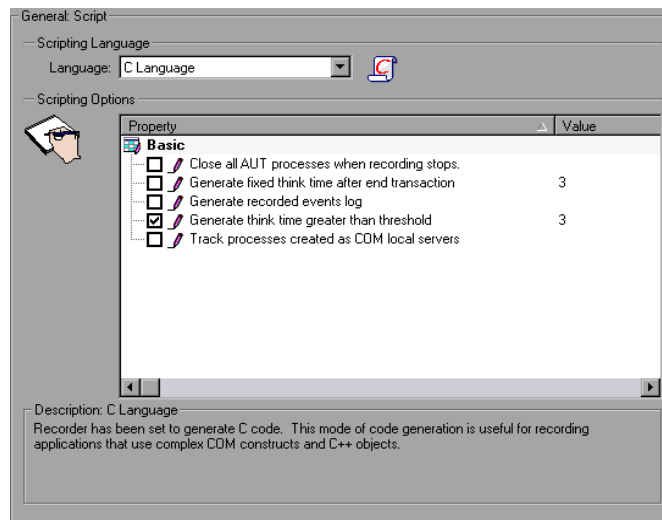 General: Script
Scripting Language
Language: C Language
C
Scripting Options
Property Value
Basic
Close all AUT processes when recording stops.
Generate fixed think time after end transaction 3
Generate recorded events log
Generate think time greater than threshold 3
Track processes created as COM local servers
Description: C Language
Recorder has been set to generate C code.  This mode of code generation is useful for recording
applications that use complex COM constructs and C++ objects.